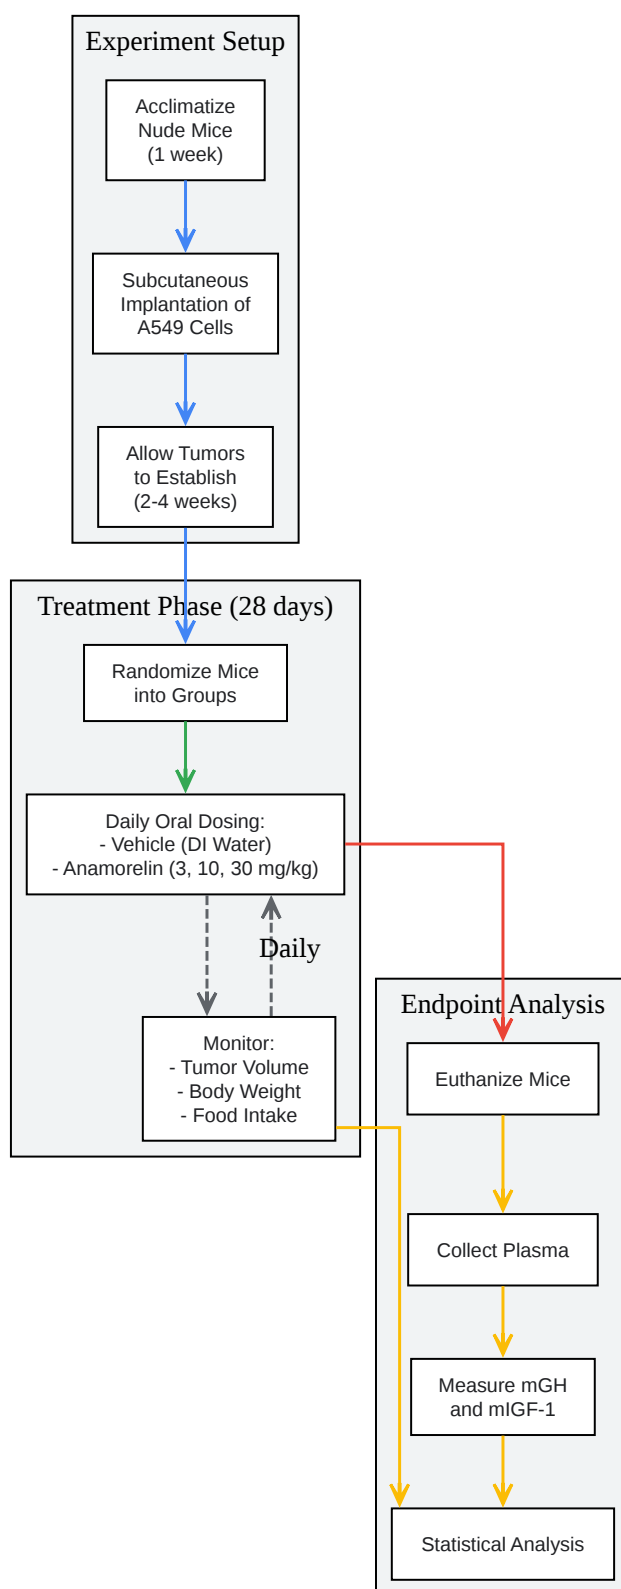 Experiment Setup
Acclimatize
Nude Mice
(1 week)
Subcutaneous
Implantation of
A549 Cells
Allow Tumors
to Establish
(2-4 weeks)
Treatment Phase (28 days)
Randomize Mice
into Groups
Daily Oral Dosing:
- Vehicle (DI Water)
- Anamorelin (3, 10, 30 mg/kg)
Daily
Monitor:
- Tumor Volume
- Body Weight
- Food Intake
Endpoint Analysis
Euthanize Mice
Collect Plasma
Measure mGH
and mIGF-1
Statistical Analysis